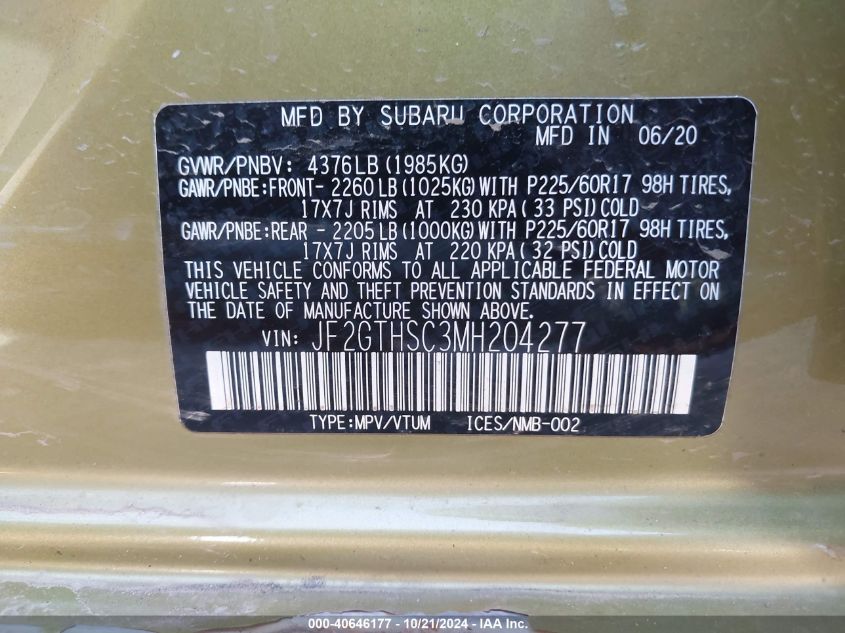 MFD BY SUBARU CORPORATION
MFD IN 06/20
GVWR/PNBV: 4376LB (1985KG)
GAWR/PNBE:FRONT- 2260 LB (1025KG) WITH P225/60R17 98H TIRES,
17X7J RIMS AT 230 KPA ( 33 PSI) COLD
GAWR/PNBE:REAR - 2205 LB (1000KG) WITH P225/60R17 98H TIRES,
17X7J RIMS AT 220 KPA ( 32 PSI) COLD
THIS VEHICLE CONFORMS TO ALL APPLICABLE FEDERAL MOTOR
VEHICLE SAFETY AND THEFT PREVENTION STANDARDS IN EFFECT ON
THE DATE OF MANUFACTURE SHOWN ABOVE.
VIN: JF2GTHSC3MH204277
TYPE:MPV/VTUM ICES/NMB-002
000-40646177 - 10/21/2024 - IAA Inc.